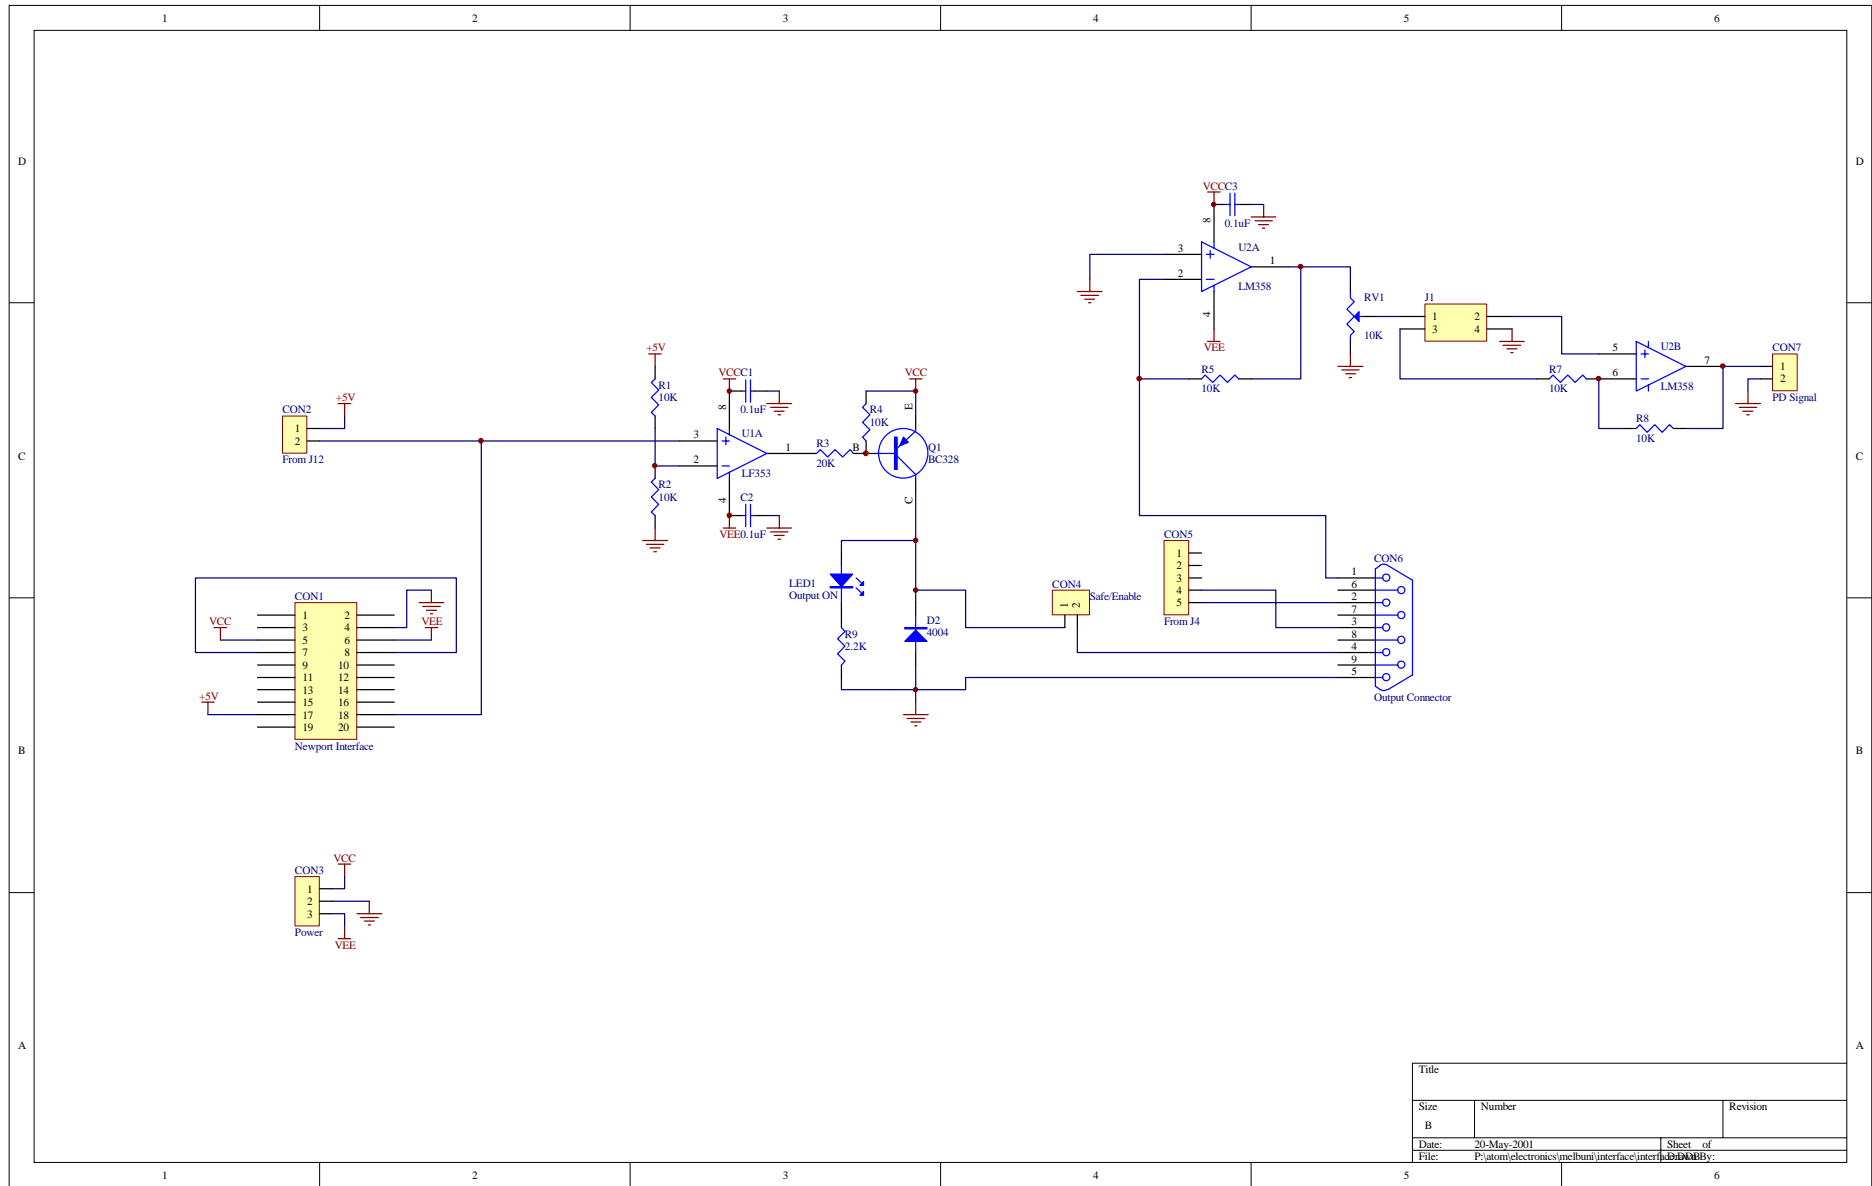 1 2 3 4 5 6
D D
C C
B B
A A
VCC C3
0.1uF
8
3
2
1
4
U2A
LM358
VEE
R5
10K
RV1
10K
J1
1 2
3 4
5
6
7
U2B
LM358
R7
10K
R8
10K
CON7
1
2
PD Signal
+5V
R1
10K
R2
10K
VCC C1
0.1uF
8
3
2
1
4
U1A
LF353
C2
VEE 0.1uF
R3
20K
VCC
R4
10K
E
B
C
Q1
BC328
CON2
+5V
1
2
From J12
LED1
Output ON
R9
2.2K
D2
4004
CON4
1 2
Safe/Enable
CON5
1
2
3
4
5
From J4
CON6
1
6
2
7
3
8
4
9
5
Output Connector
CON1
VCC
VEE
+5V
1 2
3 4
5 6
7 8
9 10
11 12
13 14
15 16
17 18
19 20
Newport Interface
CON3
VCC
1
2
3
Power
VEE
Title
Size Number Revision
B
Date: 20-May-2001 Sheet of
File: By:
1 2 3 4 5 6